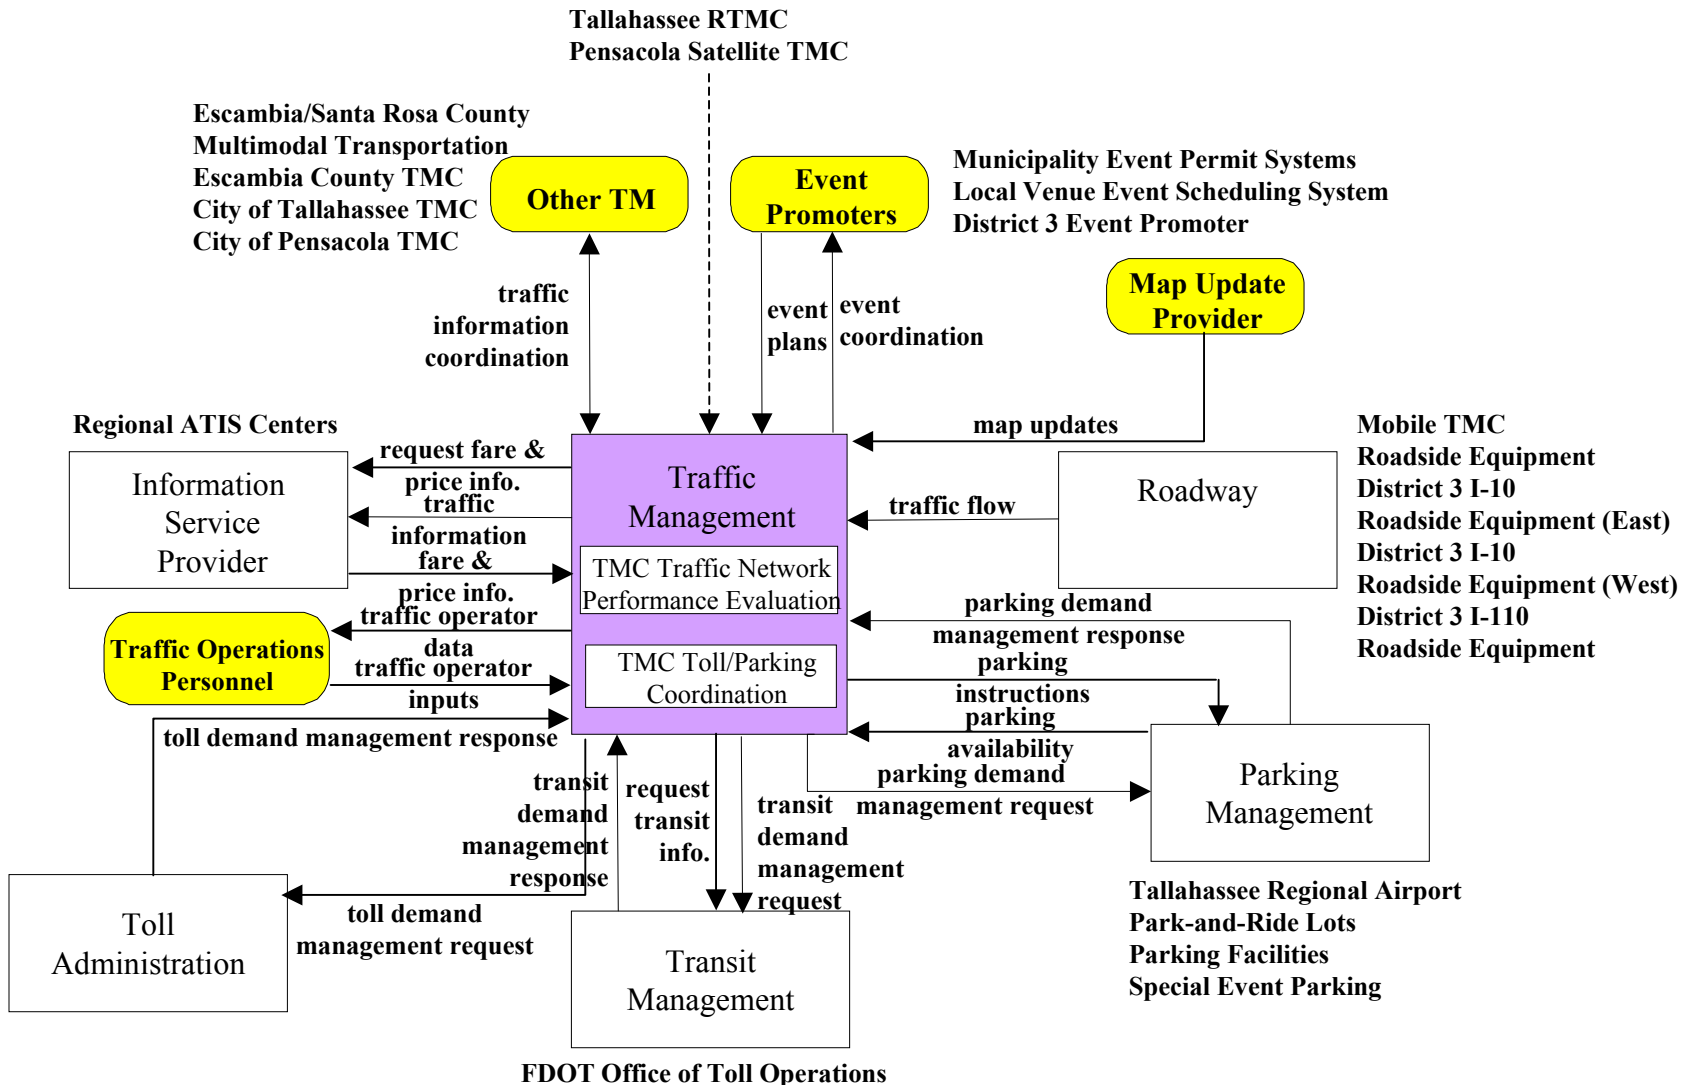 Tallahassee RTMC
Pensacola Satellite TMC
Escambia/Santa Rosa County
Multimodal Transportation
Escambia County TMC
City of Tallahassee TMC
City of Pensacola TMC
Other TM
Event
Promoters
Municipality Event Permit Systems
Local Venue Event Scheduling System
District 3 Event Promoter
Map Update
Provider
traffic
information
coordination
event
plans
event
coordination
map updates
Regional ATIS Centers
Information
Service
Provider
request fare &
price info.
traffic
information
fare &
price info.
Traffic
Management
TMC Traffic Network
Performance Evaluation
TMC Toll/Parking
Coordination
traffic flow
Roadway
Mobile TMC
Roadside Equipment
District 3 I-10
Roadside Equipment (East)
District 3 I-10
Roadside Equipment (West)
District 3 I-110
Roadside Equipment
Traffic Operations
Personnel
traffic operator
data
traffic operator
inputs
toll demand management response
parking demand
management response
parking
instructions
parking
availability
parking demand
management request
Parking
Management
Tallahassee Regional Airport
Park-and-Ride Lots
Parking Facilities
Special Event Parking
transit
demand
management
response
request
transit
info.
transit
demand
management
request
Toll
Administration
toll demand
management request
Transit
Management
FDOT Office of Toll Operations